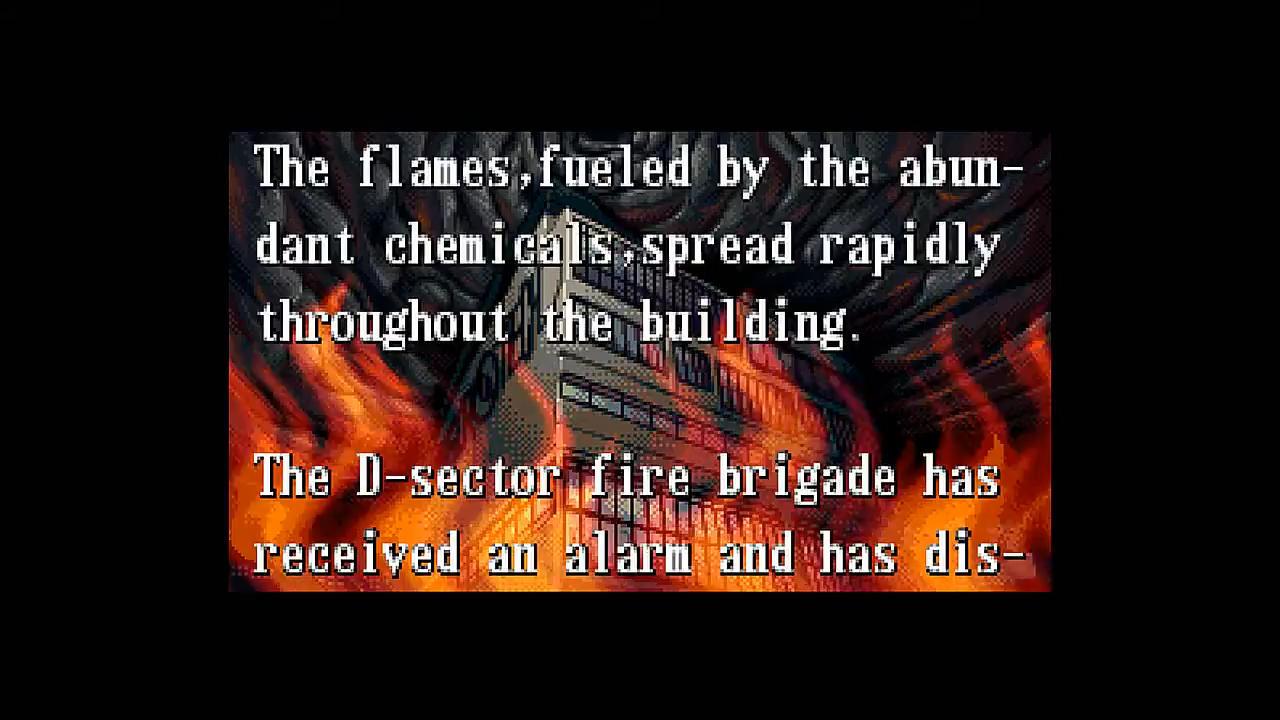 The flames,fueled by the abun-
dant chemicals,spread rapidly
throughout the building.
The D-sector fire brigade has
received an alarm and has dis-